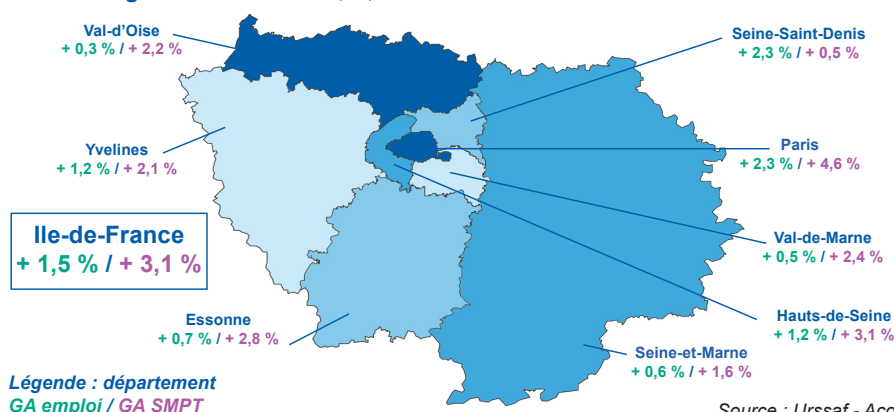 Val-d'Oise
+ 0,3 % / + 2,2 %
Seine-Saint-Denis
+ 2,3 % / + 0,5 %
Yvelines
+ 1,2 % / + 2,1 %
Paris
+ 2,3 % / + 4,6 %
Ile-de-France
+ 1,5 % / + 3,1 %
Val-de-Marne
+ 0,5 % / + 2,4 %
Essonne
+ 0,7 % / + 2,8 %
Hauts-de-Seine
+ 1,2 % / + 3,1 %
Seine-et-Marne
+ 0,6 % / + 1,6 %
Légende : département
GA emploi / GA SMPT
Source : Urssaf - Aco